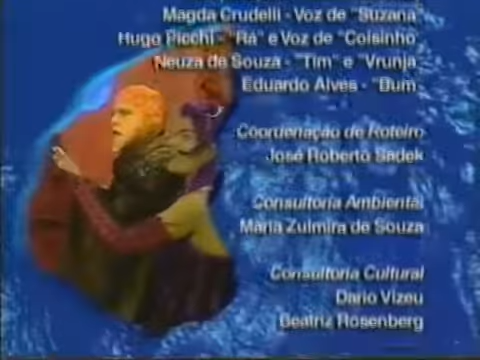 Magda Crudelli - Voz de "Suzana"
Hugo Picchi - "Rá" e Voz de "Coisinho"
Neuza de Souza - "Tim" e "Vrunja
Eduardo Alves - "Bum
Coordenação de Roteiro
José Roberto Sadek
Consultoria Ambiental
Maria Zulmira de Souza
Consultoria Cultural
Dario Vizeu
Beatriz Rosenberg